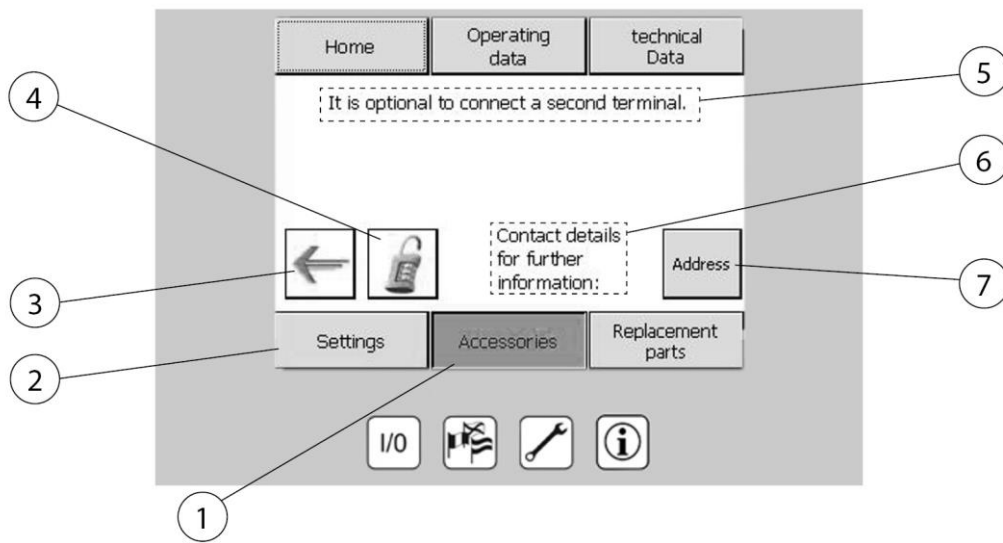 Home
Operating
data
technical
Data
It is optional to connect a second terminal.
5
4
6
Contact details
for further
information:
Address
3
7
Settings
Accessories
Replacement
parts
2
I/0
i
1